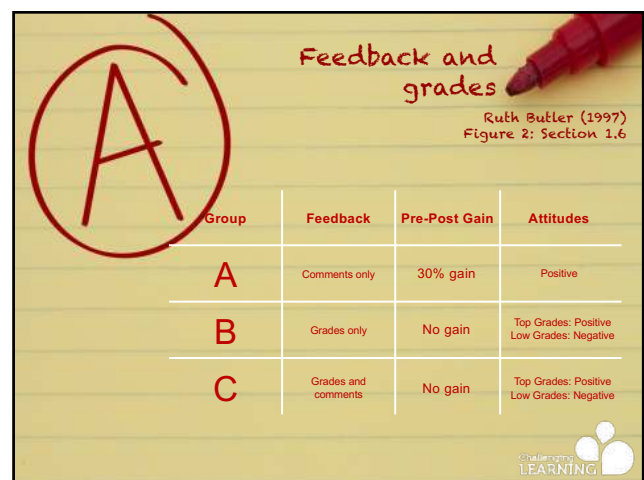 A
Feedback and
grades
Ruth Butler (1997)
Figure 2: Section 1.6
Group Feedback Pre-Post Gain Attitudes
A Comments only 30% gain Positive
B Grades only No gain Top Grades: Positive
Low Grades: Negative
C Grades and
comments No gain Top Grades: Positive
Low Grades: Negative
Challenging
LEARNING